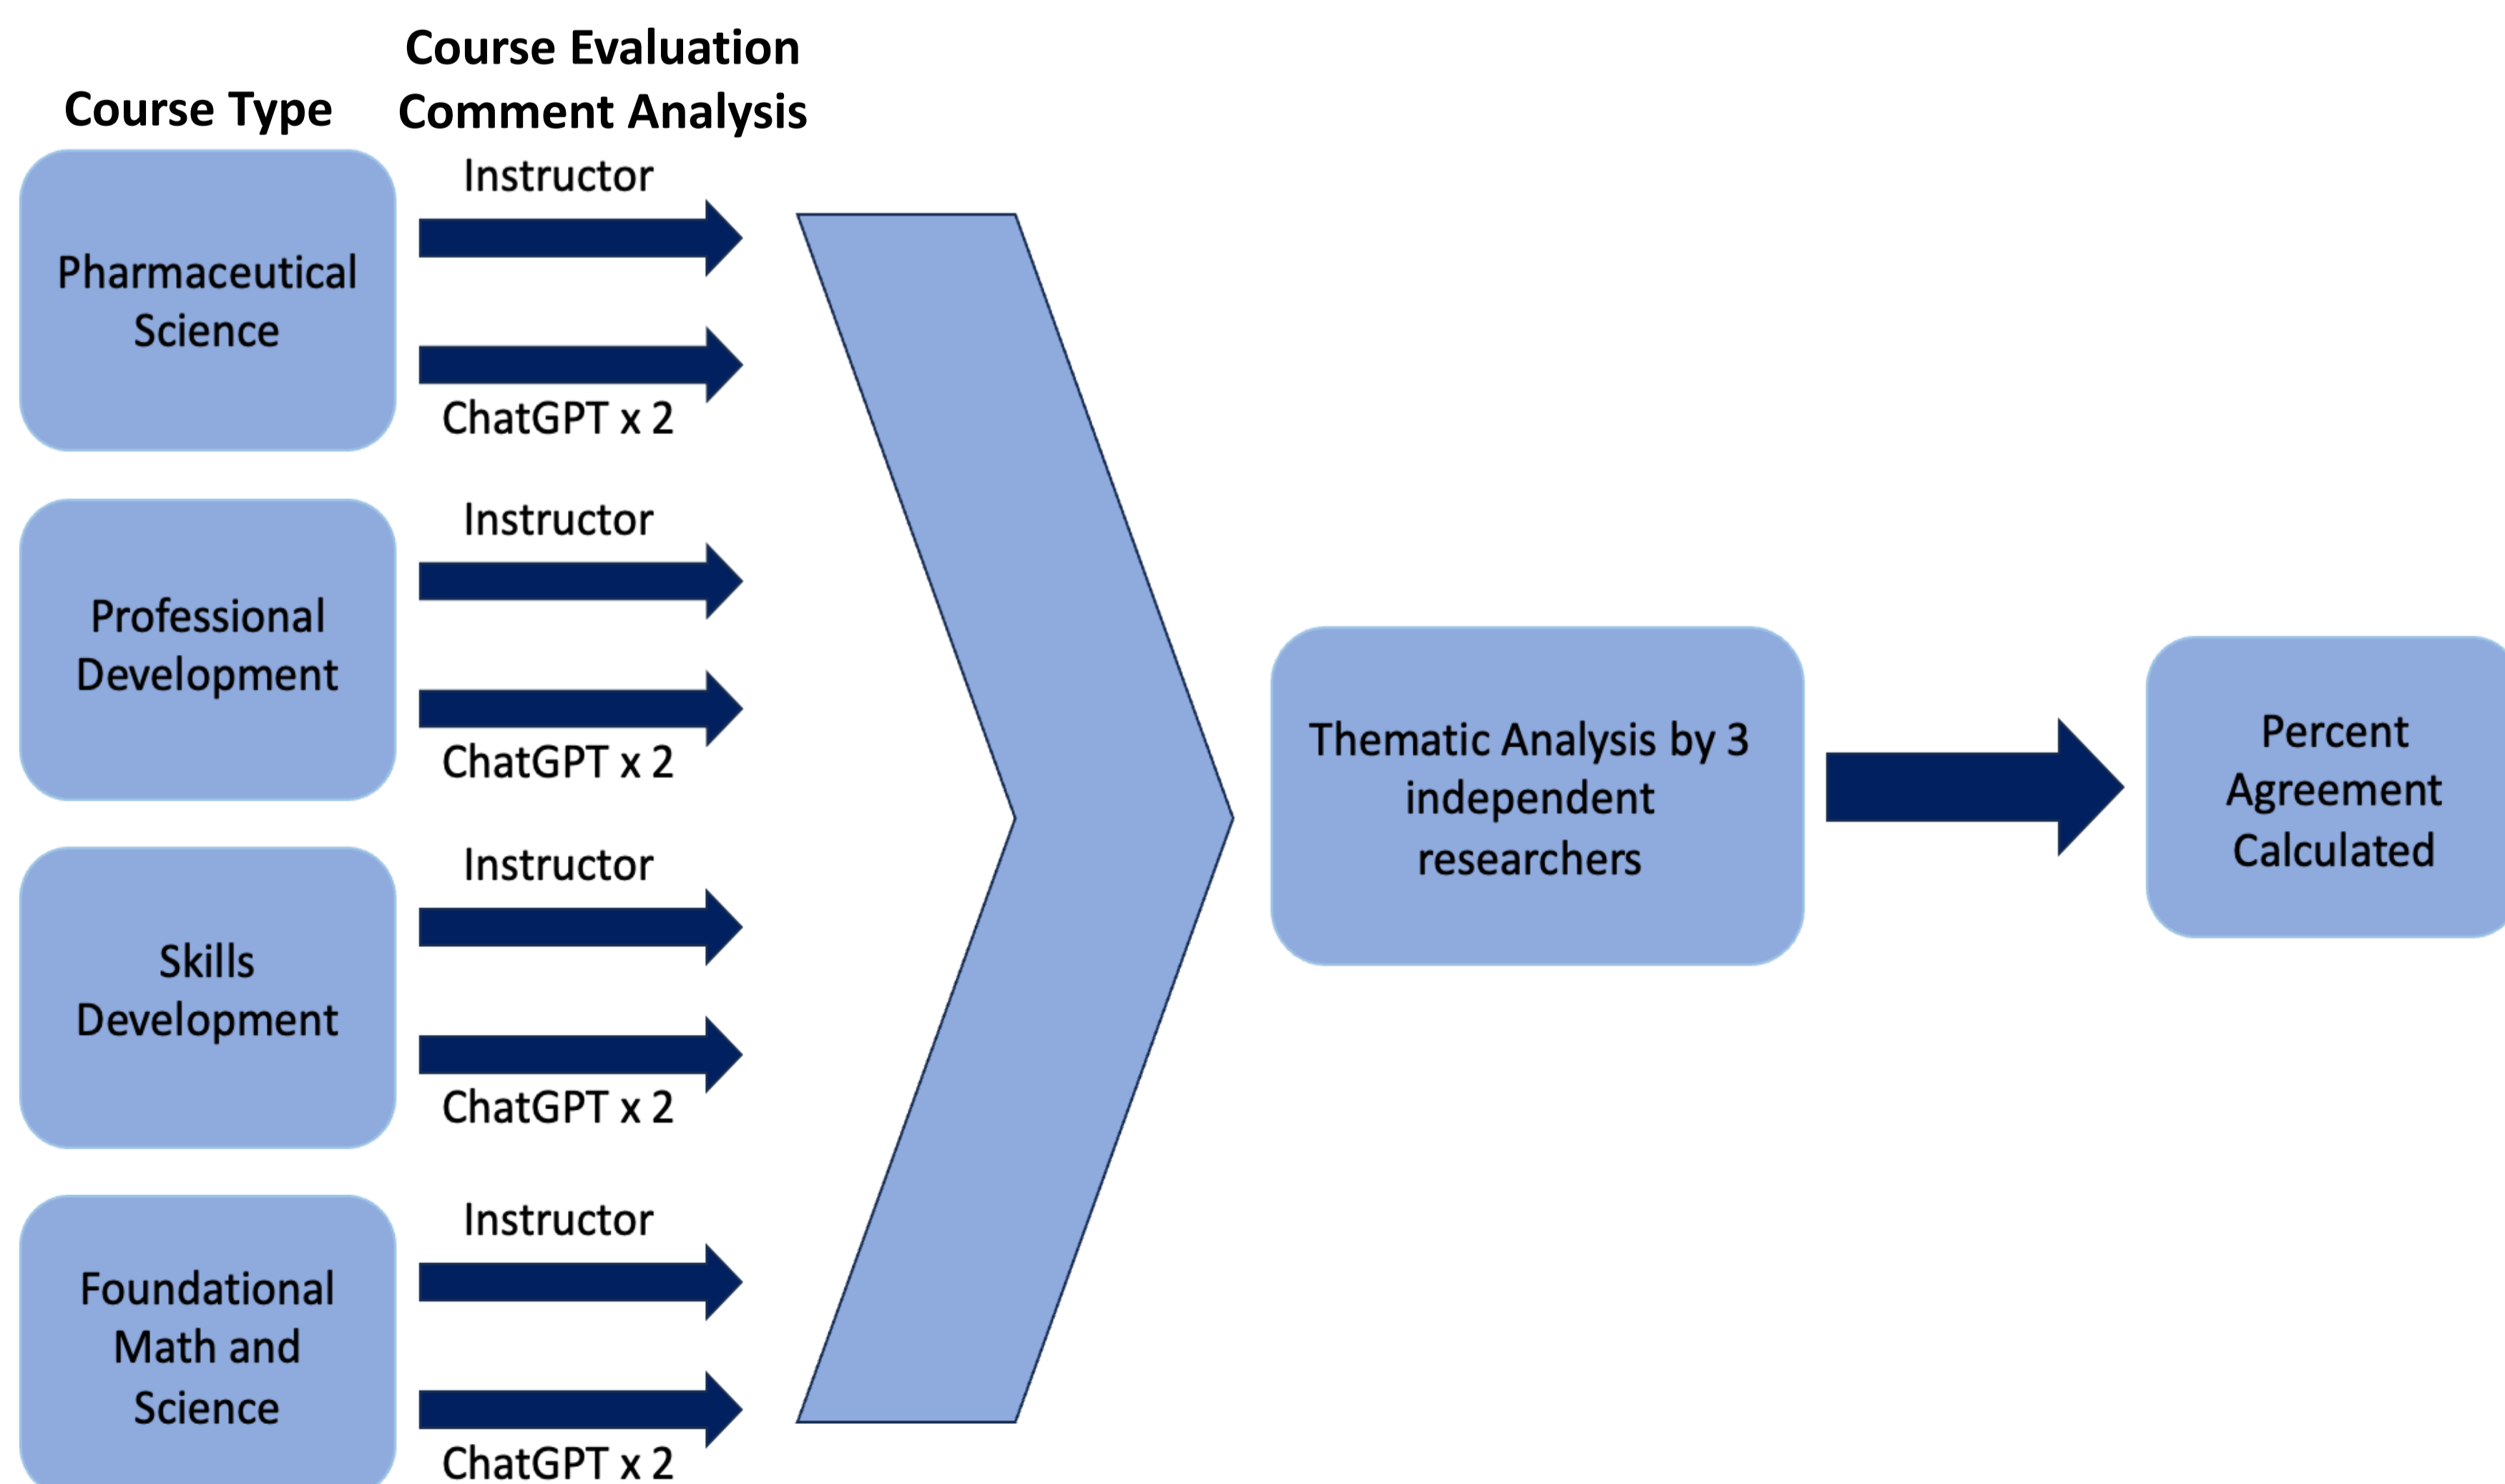 Course Type
Course Evaluation
Comment Analysis
Pharmaceutical
Science
Instructor
ChatGPT x 2
Professional
Development
Instructor
ChatGPT x 2
Skills
Development
Instructor
ChatGPT x 2
Foundational
Math and
Science
Instructor
ChatGPT x 2
Thematic Analysis by 3
independent
researchers
Percent
Agreement
Calculated